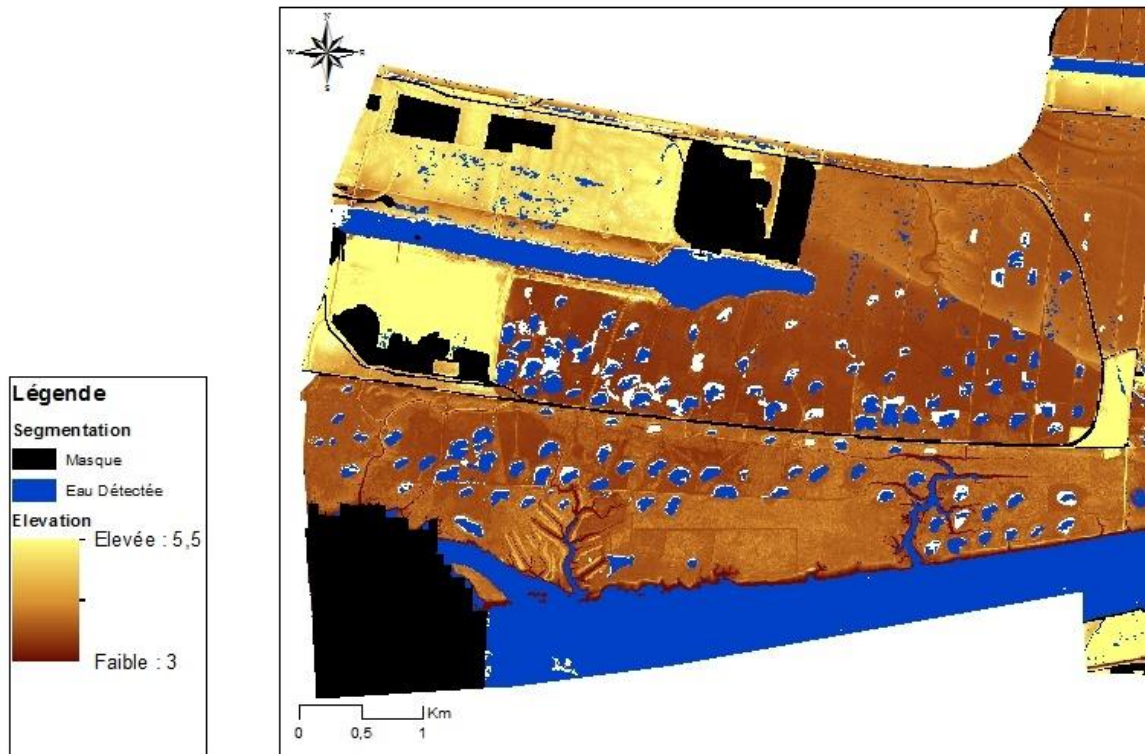 N
W
E
S
Légende
Segmentation
Masque
Eau Détectée
Elevation
Elevée : 5,5
Faible : 3
Km
0 0,5 1